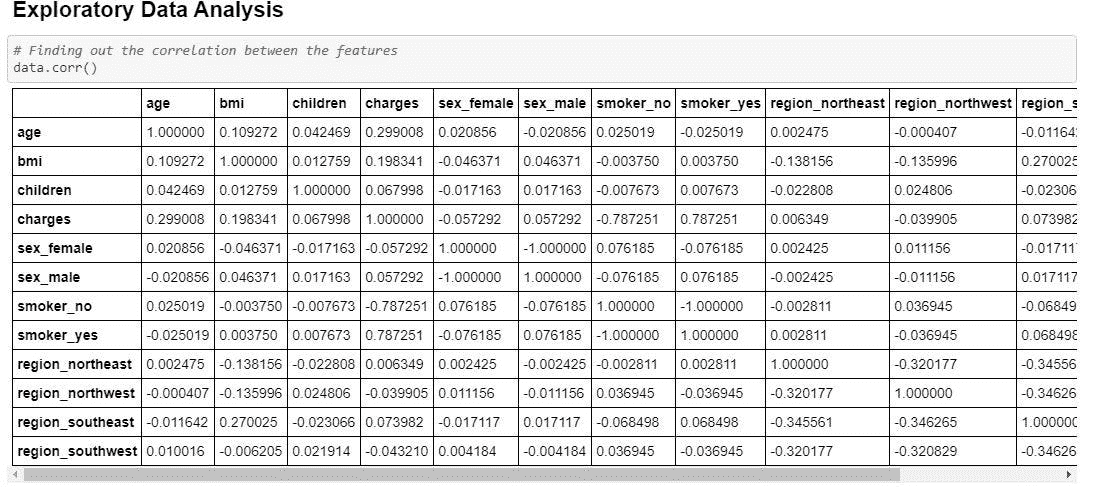 Exploratory Data Analysis
# Finding out the correlation between the features
data.corr()
age bmi children charges sex_female sex_male smoker_no smoker_yes region_northeast region_northwest region_s
age 1.000000 0.109272 0.042469 0.299008 0.020856 -0.020856 0.025019 -0.025019 0.002475 -0.000407 -0.01164
bmi 0.109272 1.000000 0.012759 0.198341 -0.046371 0.046371 -0.003750 0.003750 -0.138156 -0.135996 0.270025
children 0.042469 0.012759 1.000000 0.067998 -0.017163 0.017163 -0.007673 0.007673 -0.022808 0.024806 -0.02306
charges 0.299008 0.198341 0.067998 1.000000 -0.057292 0.057292 -0.787251 0.787251 0.006349 -0.039905 0.073982
sex_female 0.020856 -0.046371 -0.017163 -0.057292 1.000000 -1.000000 0.076185 -0.076185 0.002425 0.011156 -0.01711
sex_male -0.020856 0.046371 0.017163 0.057292 -1.000000 1.000000 -0.076185 0.076185 -0.002425 -0.011156 0.017117
smoker_no 0.025019 -0.003750 -0.007673 -0.787251 0.076185 -0.076185 1.000000 -1.000000 -0.002811 0.036945 -0.06849
smoker_yes -0.025019 0.003750 0.007673 0.787251 -0.076185 0.076185 -1.000000 1.000000 0.002811 -0.036945 0.068498
region_northeast 0.002475 -0.138156 -0.022808 0.006349 0.002425 -0.002425 -0.002811 0.002811 1.000000 -0.320177 -0.34556
region_northwest -0.000407 -0.135996 0.024806 -0.039905 0.011156 -0.011156 0.036945 -0.036945 -0.320177 1.000000 -0.34626
region_southeast -0.011642 0.270025 -0.023066 0.073982 -0.017117 0.017117 -0.068498 0.068498 -0.345561 -0.346265 1.000000
region_southwest 0.010016 -0.006205 0.021914 -0.043210 0.004184 -0.004184 0.036945 -0.036945 -0.320177 -0.320829 -0.34626